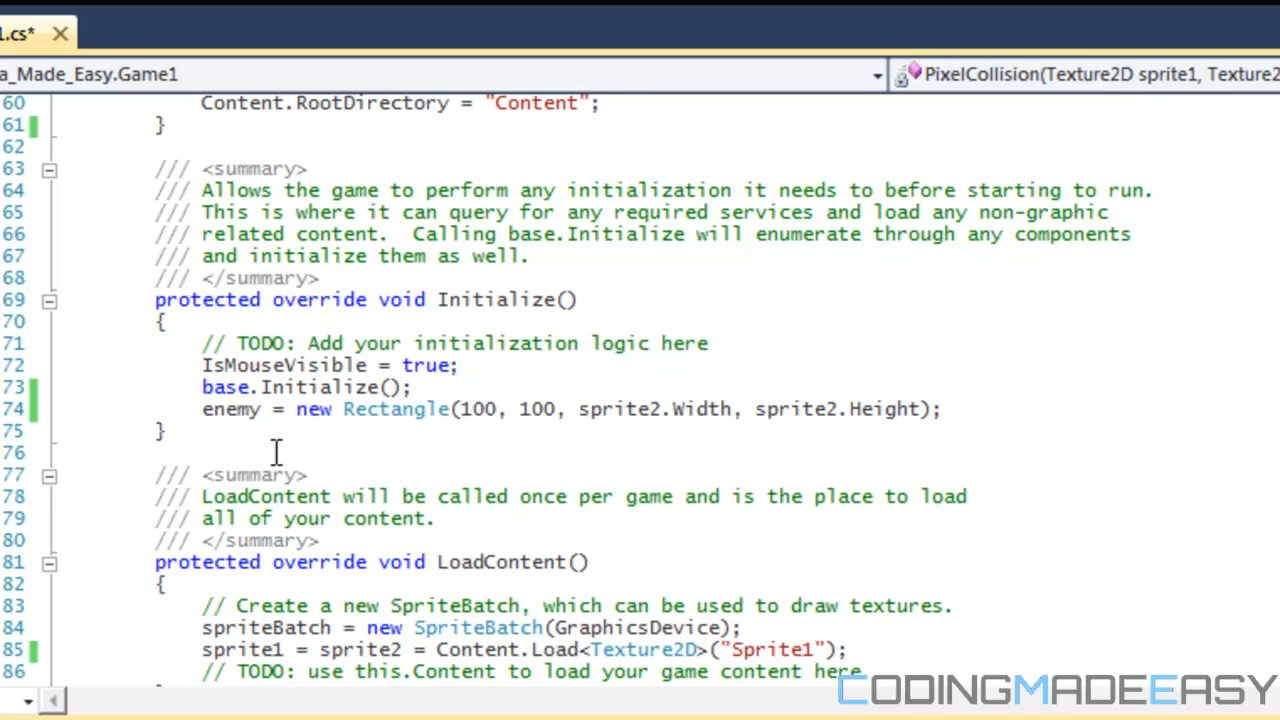 1.cs*
a_Made_Easy.Game1
PixelCollision(Texture2D sprite1, Texture2
60 Content.RootDirectory = "Content";
61 }
62
63 /// <summary>
64 /// Allows the game to perform any initialization it needs to before starting to run.
65 /// This is where it can query for any required services and load any non-graphic
66 /// related content.  Calling base.Initialize will enumerate through any components
67 /// and initialize them as well.
68 /// </summary>
69 protected override void Initialize()
70 {
71 // TODO: Add your initialization logic here
72 IsMouseVisible = true;
73 base.Initialize();
74 enemy = new Rectangle(100, 100, sprite2.Width, sprite2.Height);
75 }
76
77 /// <summary>
78 /// LoadContent will be called once per game and is the place to load
79 /// all of your content.
80 /// </summary>
81 protected override void LoadContent()
82 {
83 // Create a new SpriteBatch, which can be used to draw textures.
84 spriteBatch = new SpriteBatch(GraphicsDevice);
85 sprite1 = sprite2 = Content.Load<Texture2D>("Sprite1");
86 // TODO: use this.Content to load your game content here
CODINGMADEEASY